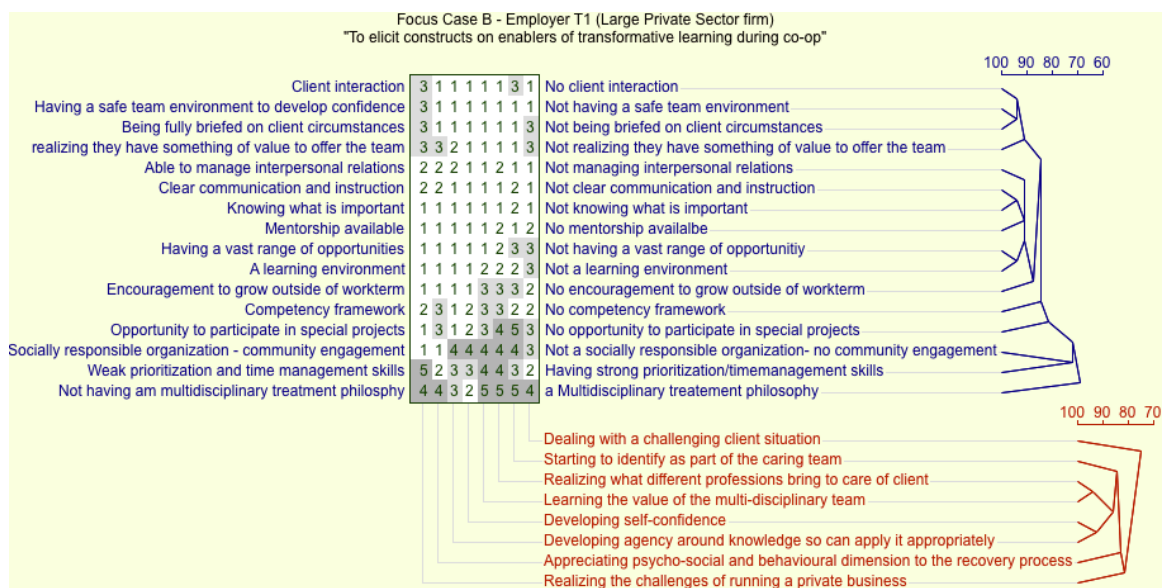 Focus Case B - Employer T1 (Large Private Sector firm)
"To elicit constructs on enablers of transformative learning during co-op"
100 90 80 70 60
Client interaction 3 1 1 1 1 1 3 1 No client interaction
Having a safe team environment to develop confidence 3 1 1 1 1 1 1 1 Not having a safe team environment
Being fully briefed on client circumstances 3 1 1 1 1 1 1 3 Not being briefed on client circumstances
realizing they have something of value to offer the team 3 3 2 1 1 1 1 3 Not realizing they have something of value to offer the team
Able to manage interpersonal relations 2 2 2 1 1 2 1 1 Not managing interpersonal relations
Clear communication and instruction 2 2 1 1 1 1 2 1 Not clear communication and instruction
Knowing what is important 1 1 1 1 1 1 2 1 Not knowing what is important
Mentorship available 1 1 1 1 1 2 1 2 No mentorship availalbe
Having a vast range of opportunities 1 1 1 1 1 2 3 3 Not having a vast range of opportunitiy
A learning environment 1 1 1 1 2 2 2 3 Not a learning environment
Encouragement to grow outside of workterm 1 1 1 1 3 3 3 2 No encouragement to grow outside of workterm
Competency framework 2 3 1 2 3 3 2 2 No competency framework
Opportunity to participate in special projects 1 3 1 2 3 4 5 3 No opportunity to participate in special projects
Socially responsible organization - community engagement 1 1 4 4 4 4 4 3 Not a socially responsible organization- no community engagement
Weak prioritization and time management skills 5 2 3 3 4 4 3 2 Having strong prioritization/timemanagement skills
Not having am multidisciplinary treatment philosphy 4 4 3 2 5 5 5 4 a Multidisciplinary treatement philosophy
100 90 80 70
Dealing with a challenging client situation
Starting to identify as part of the caring team
Realizing what different professions bring to care of client
Learning the value of the multi-disciplinary team
Developing self-confidence
Developing agency around knowledge so can apply it appropriately
Appreciating psycho-social and behavioural dimension to the recovery process
Realizing the challenges of running a private business